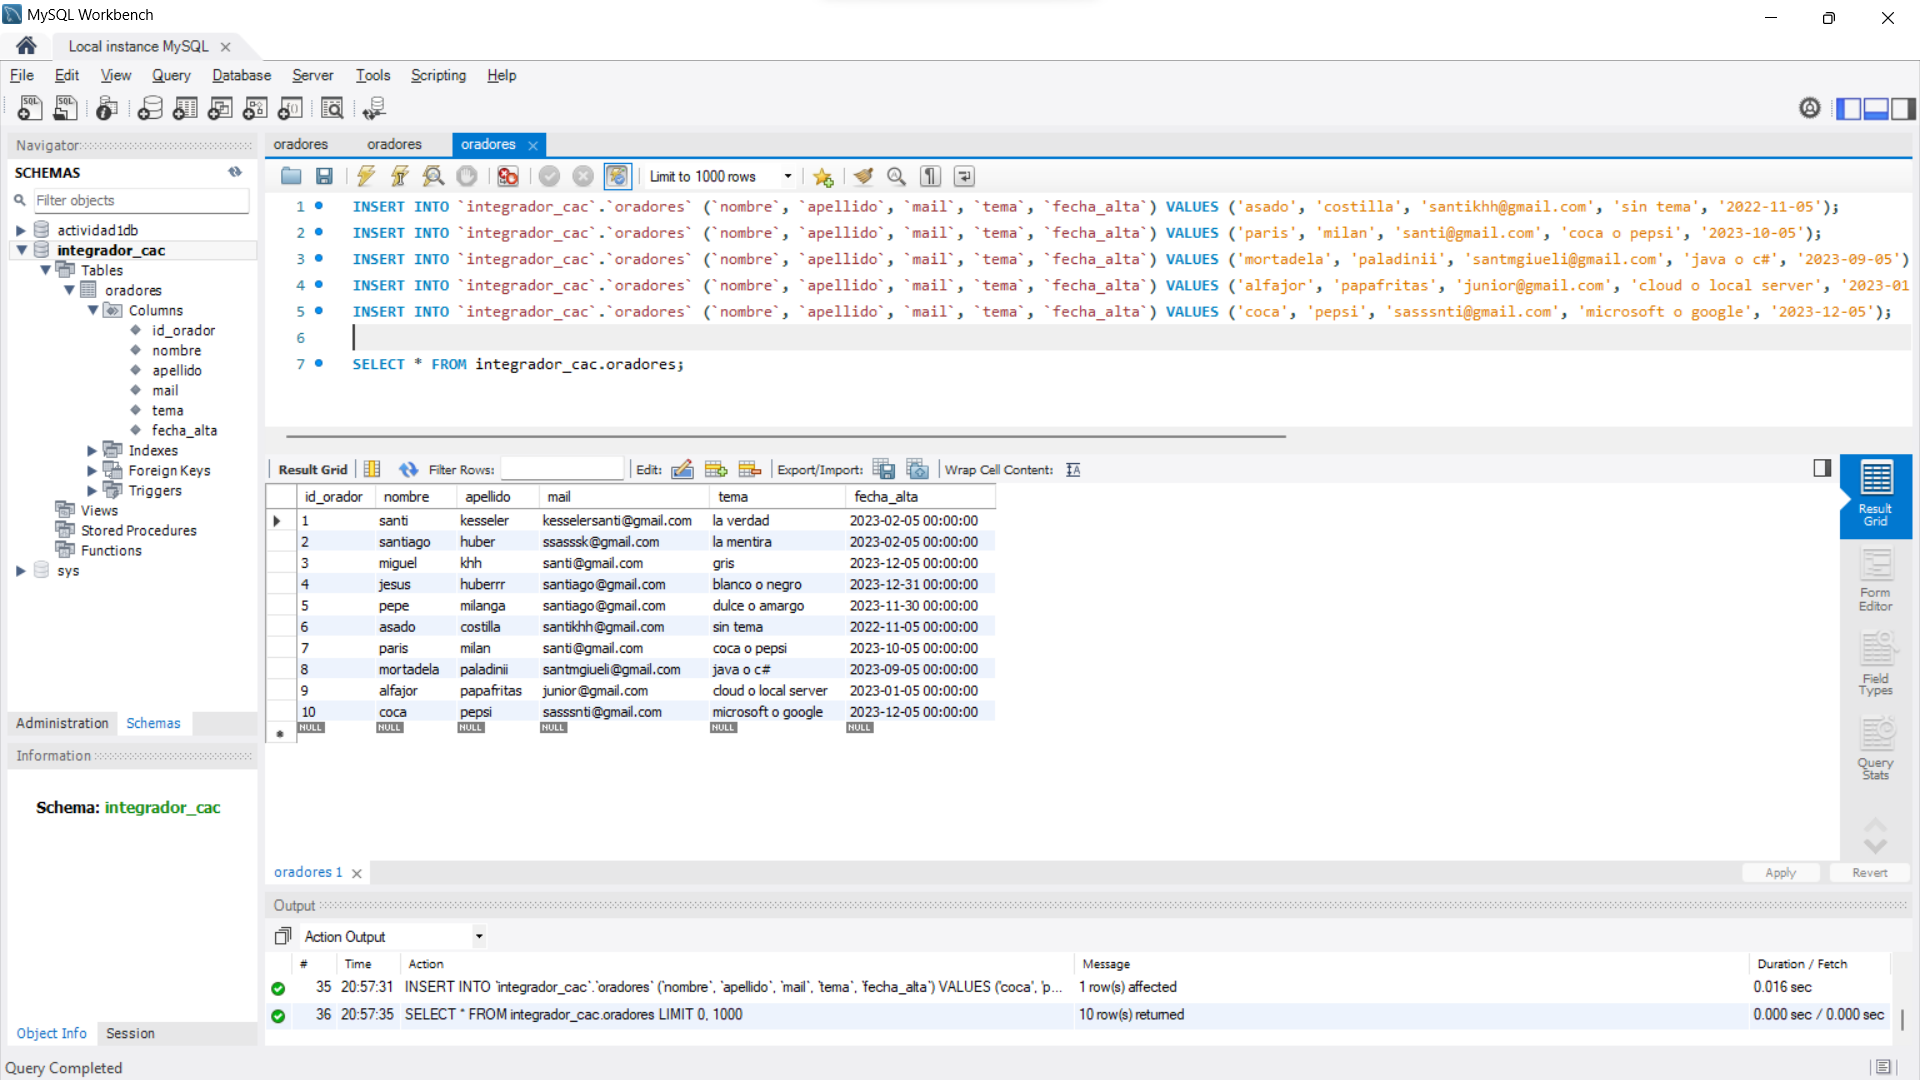 MySQL Workbench
Local instance MySQL
File Edit View Query Database Server Tools Scripting Help
Navigator
SCHEMAS
Filter objects
actividad1db
integrador_cac
Tables
oradores
Columns
id_orador
nombre
apellido
mail
tema
fecha_alta
Indexes
Foreign Keys
Triggers
Views
Stored Procedures
Functions
sys
Administration Schemas
Information
Schema: integrador_cac
Object Info Session
Query Completed
oradores oradores oradores
Limit to 1000 rows
1 INSERT INTO `integrador_cac`.`oradores` (`nombre`, `apellido`, `mail`, `tema`, `fecha_alta`) VALUES ('asado', 'costilla', 'santikhh@gmail.com', 'sin tema', '2022-11-05');
2 INSERT INTO `integrador_cac`.`oradores` (`nombre`, `apellido`, `mail`, `tema`, `fecha_alta`) VALUES ('paris', 'milan', 'santi@gmail.com', 'coca o pepsi', '2023-10-05');
3 INSERT INTO `integrador_cac`.`oradores` (`nombre`, `apellido`, `mail`, `tema`, `fecha_alta`) VALUES ('mortadela', 'paladinii', 'santmgiueli@gmail.com', 'java o c#', '2023-09-05')
4 INSERT INTO `integrador_cac`.`oradores` (`nombre`, `apellido`, `mail`, `tema`, `fecha_alta`) VALUES ('alfajor', 'papafritas', 'junior@gmail.com', 'cloud o local server', '2023-01
5 INSERT INTO `integrador_cac`.`oradores` (`nombre`, `apellido`, `mail`, `tema`, `fecha_alta`) VALUES ('coca', 'pepsi', 'sasssnti@gmail.com', 'microsoft o google', '2023-12-05');
6
7 SELECT * FROM integrador_cac.oradores;
Result Grid Filter Rows: Edit: Export/Import: Wrap Cell Content:
id_orador nombre apellido mail tema fecha_alta
1 santi kesseler kesselersanti@gmail.com la verdad 2023-02-05 00:00:00
2 santiago huber ssasssk@gmail.com la mentira 2023-02-05 00:00:00
3 miguel khh santi@gmail.com gris 2023-12-05 00:00:00
4 jesus huberrr santiago@gmail.com blanco o negro 2023-12-31 00:00:00
5 pepe milanga santiago@gmail.com dulce o amargo 2023-11-30 00:00:00
6 asado costilla santikhh@gmail.com sin tema 2022-11-05 00:00:00
7 paris milan santi@gmail.com coca o pepsi 2023-10-05 00:00:00
8 mortadela paladinii santmgiueli@gmail.com java o c# 2023-09-05 00:00:00
9 alfajor papafritas junior@gmail.com cloud o local server 2023-01-05 00:00:00
10 coca pepsi sasssnti@gmail.com microsoft o google 2023-12-05 00:00:00
NULL NULL NULL NULL NULL NULL
Result
Grid
Form
Editor
Field
Types
Query
Stats
oradores 1
Apply Revert
Output
Action Output
# Time Action Message Duration / Fetch
35 20:57:31 INSERT INTO `integrador_cac`.`oradores` (`nombre`, `apellido`, `mail`, `tema`, `fecha_alta`) VALUES ('coca', 'p... 1 row(s) affected 0.016 sec
36 20:57:35 SELECT * FROM integrador_cac.oradores LIMIT 0, 1000 10 row(s) returned 0.000 sec / 0.000 sec